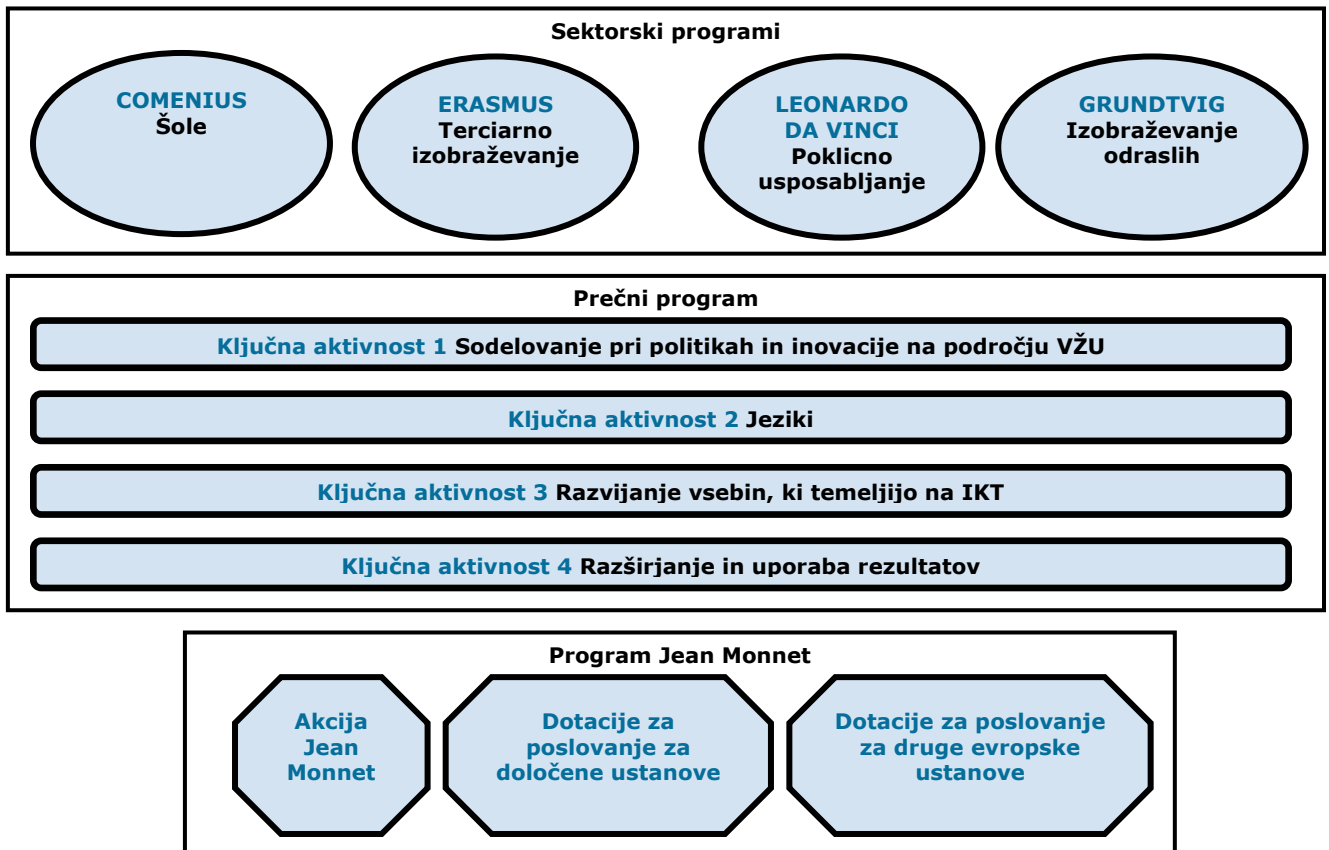 Sektorski programi
COMENIUS
Šole
ERASMUS
Terciarno
izobraževanje
LEONARDO
DA VINCI
Poklicno
usposabljanje
GRUNDTVIG
Izobraževanje
odraslih
Prečni program
Ključna aktivnost 1 Sodelovanje pri politikah in inovacije na področju VŽU
Ključna aktivnost 2 Jeziki
Ključna aktivnost 3 Razvijanje vsebin, ki temeljijo na IKT
Ključna aktivnost 4 Razširjanje in uporaba rezultatov
Program Jean Monnet
Akcija
Jean
Monnet
Dotacije za
poslovanje za
določene ustanove
Dotacije za poslovanje
za druge evropske
ustanove